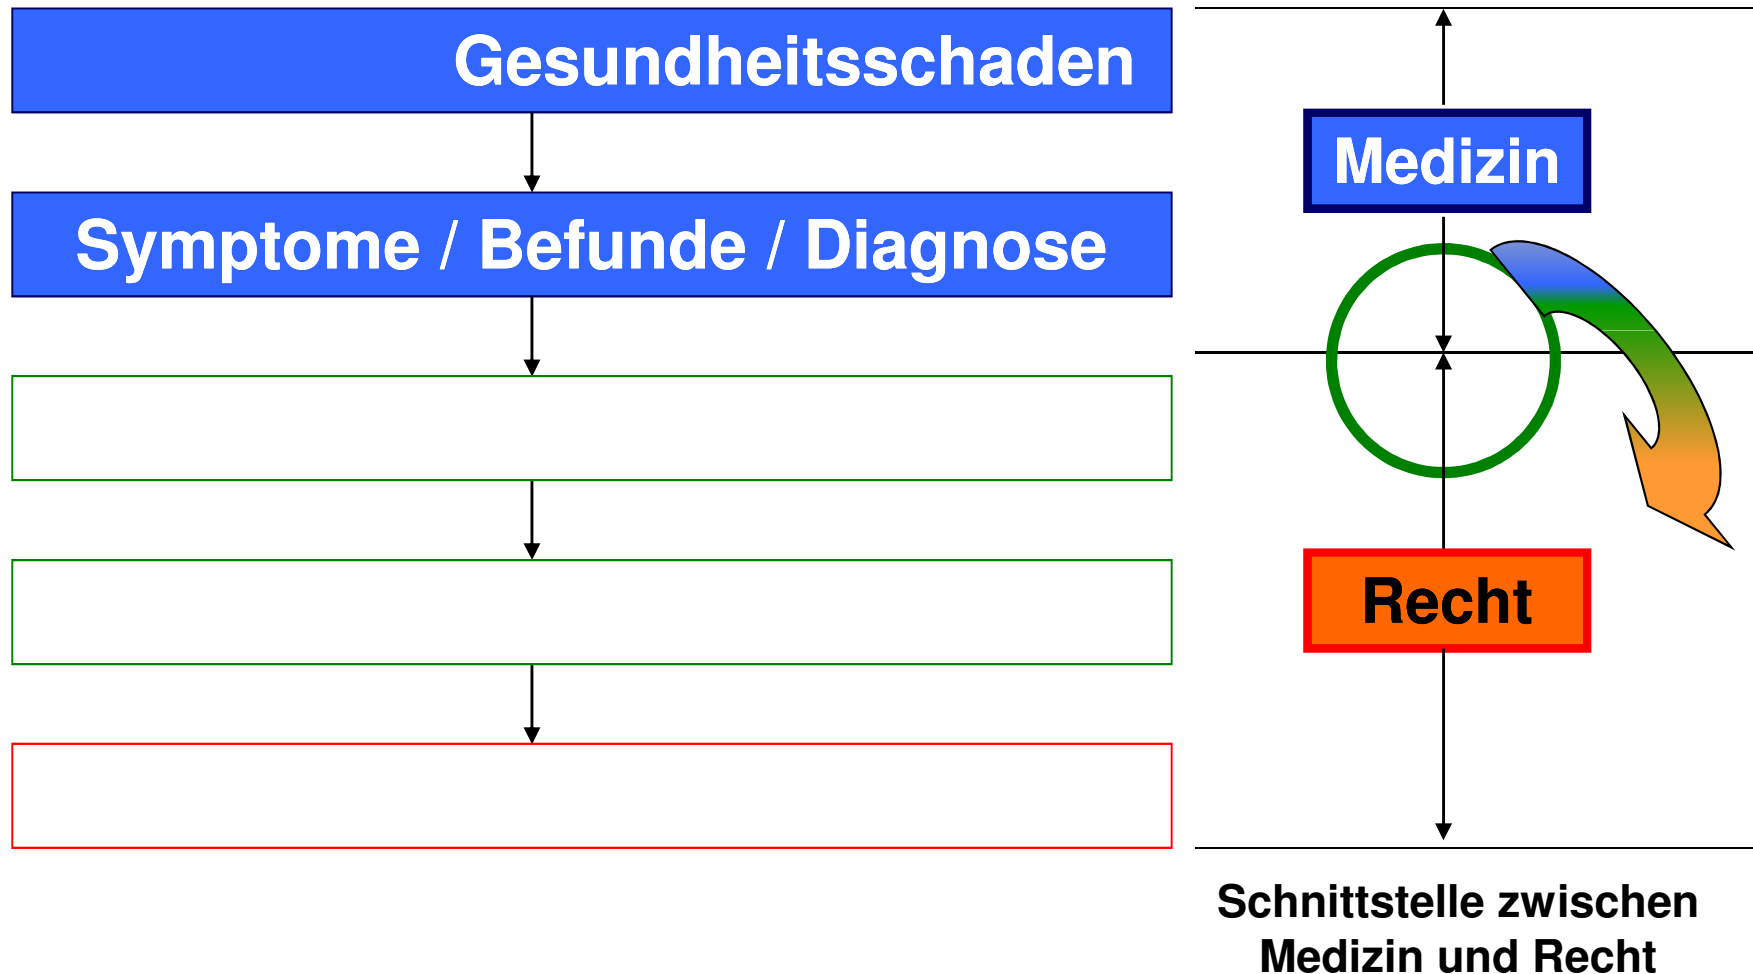 Gesundheitsschaden
Symptome / Befunde / Diagnose
Medizin
Recht
Schnittstelle zwischen
Medizin und Recht